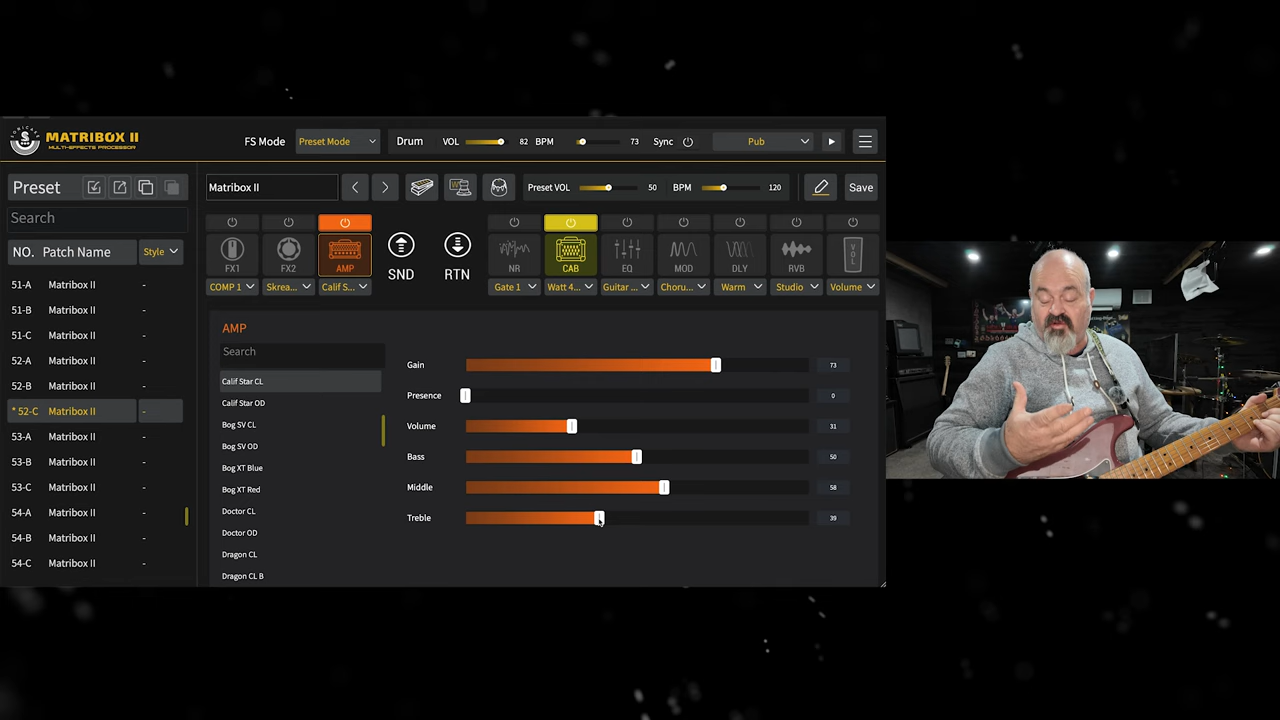 SONICAKE
MATRIBOX II
MULTI-EFFECTS PROCESSOR
FS Mode
Preset Mode
Drum
VOL
82
BPM
73
Sync
Pub
Preset
Search
NO.
Patch Name
Style
51-A Matribox II -
51-B Matribox II -
51-C Matribox II -
52-A Matribox II -
52-B Matribox II -
* 52-C Matribox II -
53-A Matribox II -
53-B Matribox II -
53-C Matribox II -
54-A Matribox II -
54-B Matribox II -
54-C Matribox II -
Matribox II
Preset VOL
50
BPM
120
Save
FX1
FX2
AMP
SND
RTN
NR
CAB
EQ
MOD
DLY
VOL
RVB
COMP 1
Skrea...
Calif S...
Gate 1
Watt 4...
Guitar ...
Choru...
Warm
Studio
Volume
AMP
Search
Calif Star CL
Calif Star OD
Bog SV CL
Bog SV OD
Bog XT Blue
Bog XT Red
Doctor CL
Doctor OD
Dragon CL
Dragon CL B
Gain 73
Presence 0
Volume 31
Bass 50
Middle 58
Treble 39